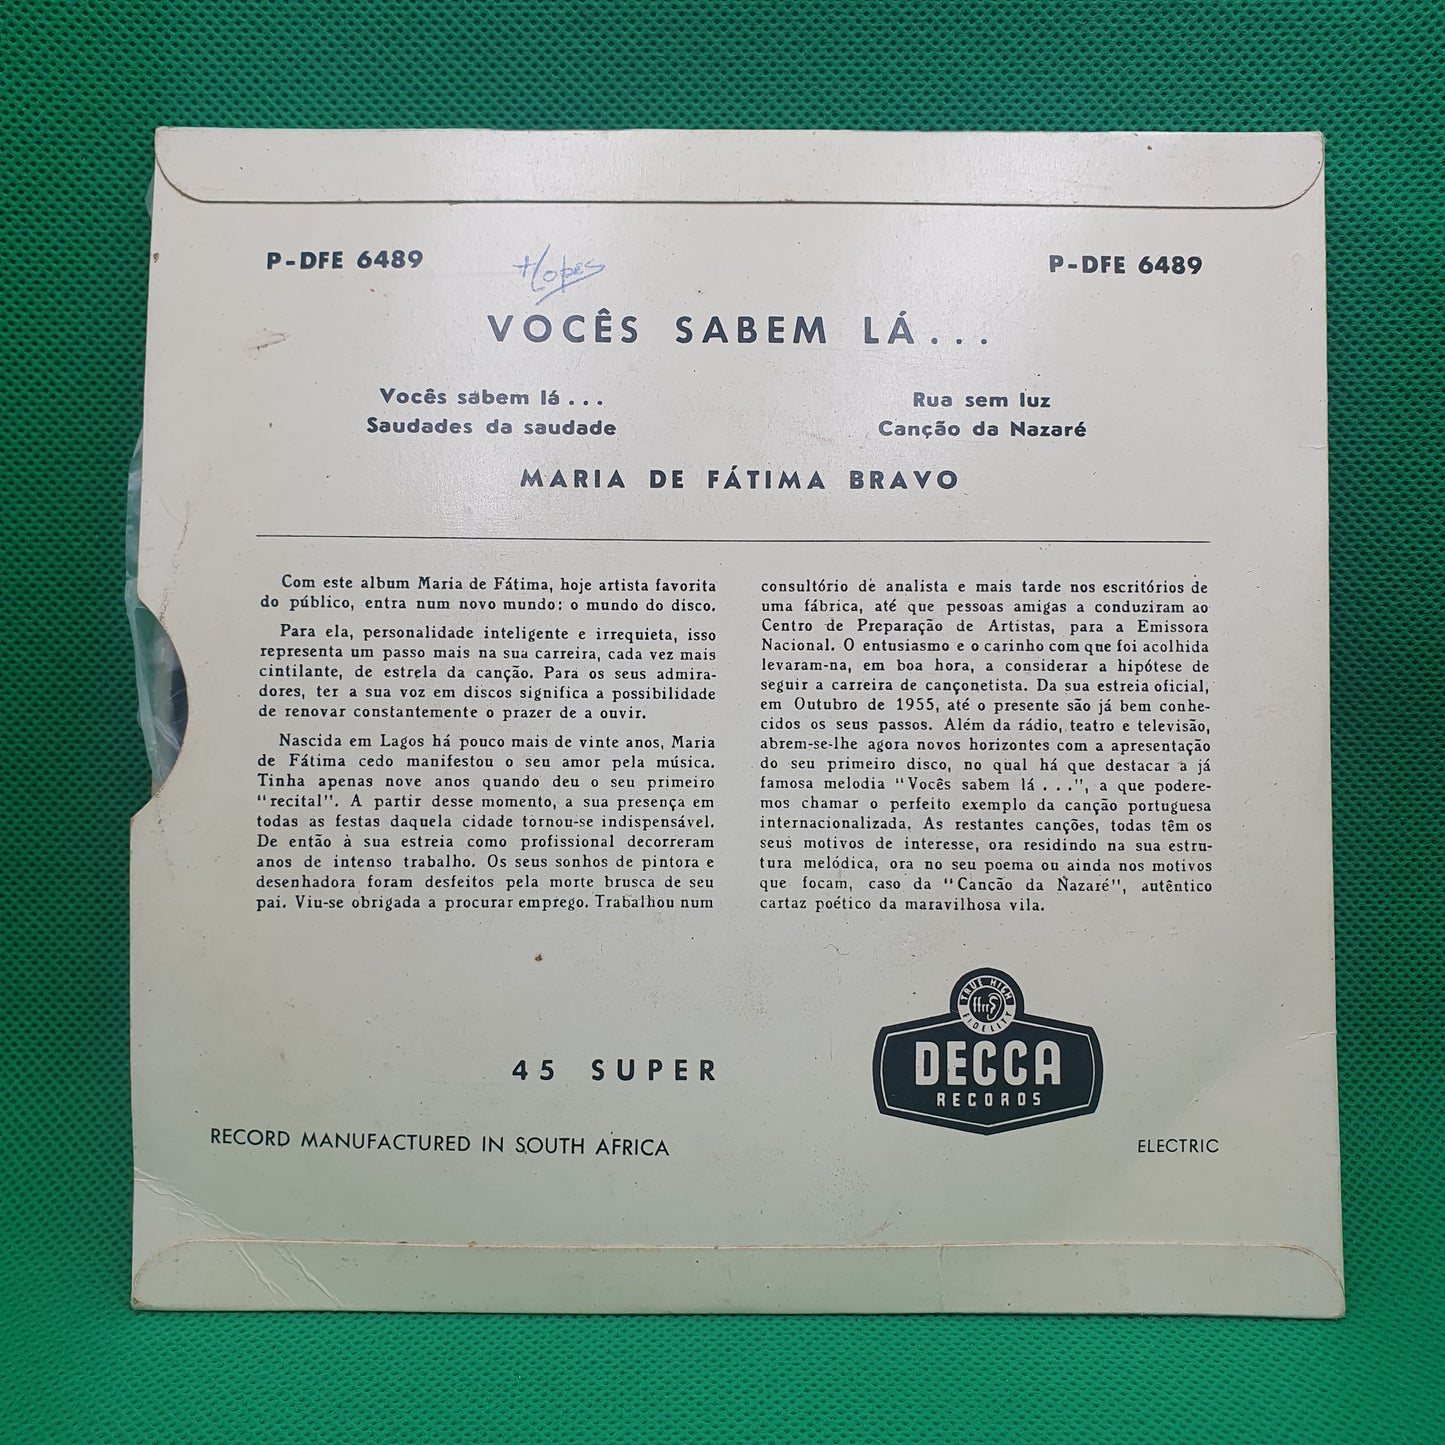 P-DFE 6489
Hlopes
P-DFE 6489
VOCÊS SABEM LÁ...
Vocês sabem lá...
Saudades da saudade
Rua sem luz
Canção da Nazaré
MARIA DE FÁTIMA BRAVO
Com este album Maria de Fátima, hoje artista favorita
do público, entra num novo mundo: o mundo do disco.
Para ela, personalidade inteligente e irrequieta, isso
representa um passo mais na sua carreira, cada vez mais
cintilante, de estrela da canção. Para os seus admira-
dores, ter a sua voz em discos significa a possibilidade
de renovar constantemente o prazer de a ouvir.
Nascida em Lagos há pouco mais de vinte anos, Maria
de Fátima cedo manifestou o seu amor pela música.
Tinha apenas nove anos quando deu o seu primeiro
"recital". A partir desse momento, a sua presença em
todas as festas daquela cidade tornou-se indispensável.
De então à sua estreia como profissional decorreram
anos de intenso trabalho. Os seus sonhos de pintora e
desenhadora foram desfeitos pela morte brusca de seu
pai. Viu-se obrigada a procurar emprego. Trabalhou num
consultório de analista e mais tarde nos escritórios de
uma fábrica, até que pessoas amigas a conduziram ao
Centro de Preparação de Artistas, para a Emissora
Nacional. O entusiasmo e o carinho com que foi acolhida
levaram-na, em boa hora, a considerar a hipótese de
seguir a carreira de cançonetista. Da sua estreia oficial,
em Outubro de 1955, até o presente são já bem conhe-
cidos os seus passos. Além da rádio, teatro e televisão,
abrem-se-lhe agora novos horizontes com a apresentação
do seu primeiro disco, no qual há que destacar a já
famosa melodia "Vocês sabem lá...", a que podere-
mos chamar o perfeito exemplo da canção portuguesa
internacionalizada. As restantes canções, todas têm os
seus motivos de interesse, ora residindo na sua estru-
tura melódica, ora no seu poema ou ainda nos motivos
que focam, caso da "Canção da Nazaré", autêntico
cartaz poético da maravilhosa vila.
TRUE HIGH
ffrr
FIDELITY
DECCA
RECORDS
45 SUPER
RECORD MANUFACTURED IN SOUTH AFRICA
ELECTRIC